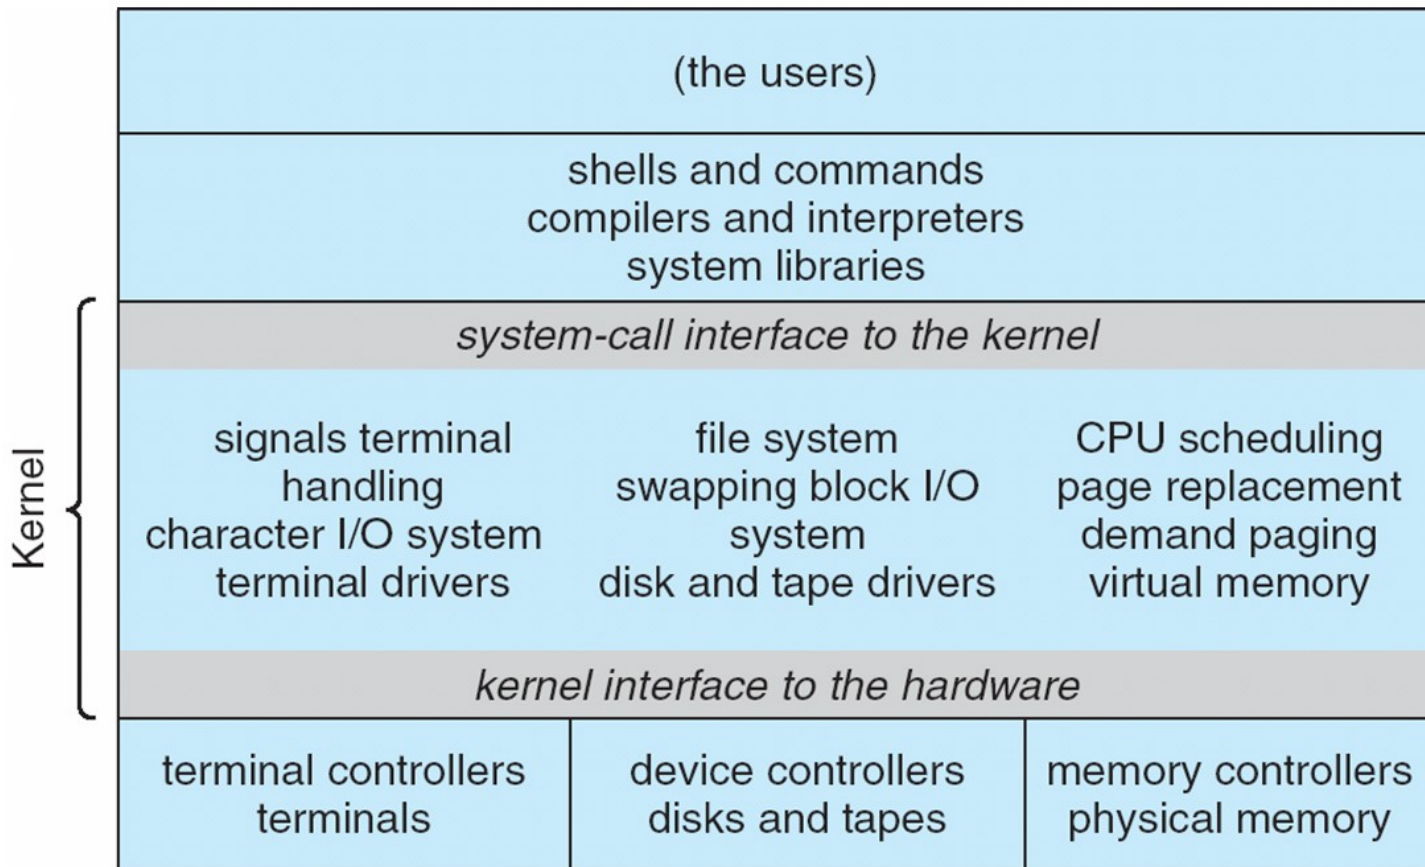 (the users)
shells and commands
compilers and interpreters
system libraries
Kernel
system-call interface to the kernel
signals terminal
handling
character I/O system
terminal drivers
file system
swapping block I/O
system
disk and tape drivers
CPU scheduling
page replacement
demand paging
virtual memory
kernel interface to the hardware
terminal controllers
terminals
device controllers
disks and tapes
memory controllers
physical memory